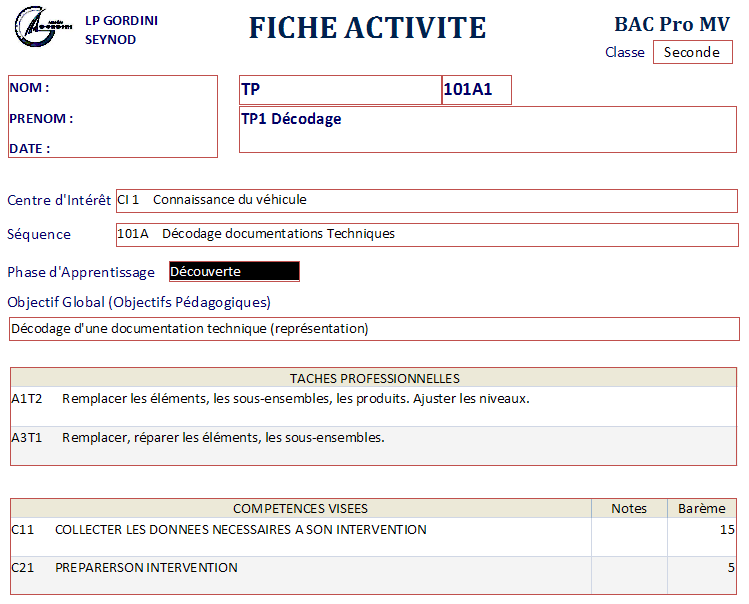 LP GORDINI
SEYNOD
FICHE ACTIVITE
BAC Pro MV
Classe Seconde
NOM :
PRENOM :
DATE :
TP 101A1
TP1 Décodage
Centre d'Intérêt CI 1 Connaissance du véhicule
Séquence 101A Décodage documentations Techniques
Phase d'Apprentissage Découverte
Objectif Global (Objectifs Pédagogiques)
Décodage d'une documentation technique (représentation)
TACHES PROFESSIONNELLES
A1T2 Remplacer les éléments, les sous-ensembles, les produits. Ajuster les niveaux.
A3T1 Remplacer, réparer les éléments, les sous-ensembles.
COMPETENCES VISEES Notes Barème
C11 COLLECTER LES DONNEES NECESSAIRES A SON INTERVENTION 15
C21 PREPARERSON INTERVENTION 5